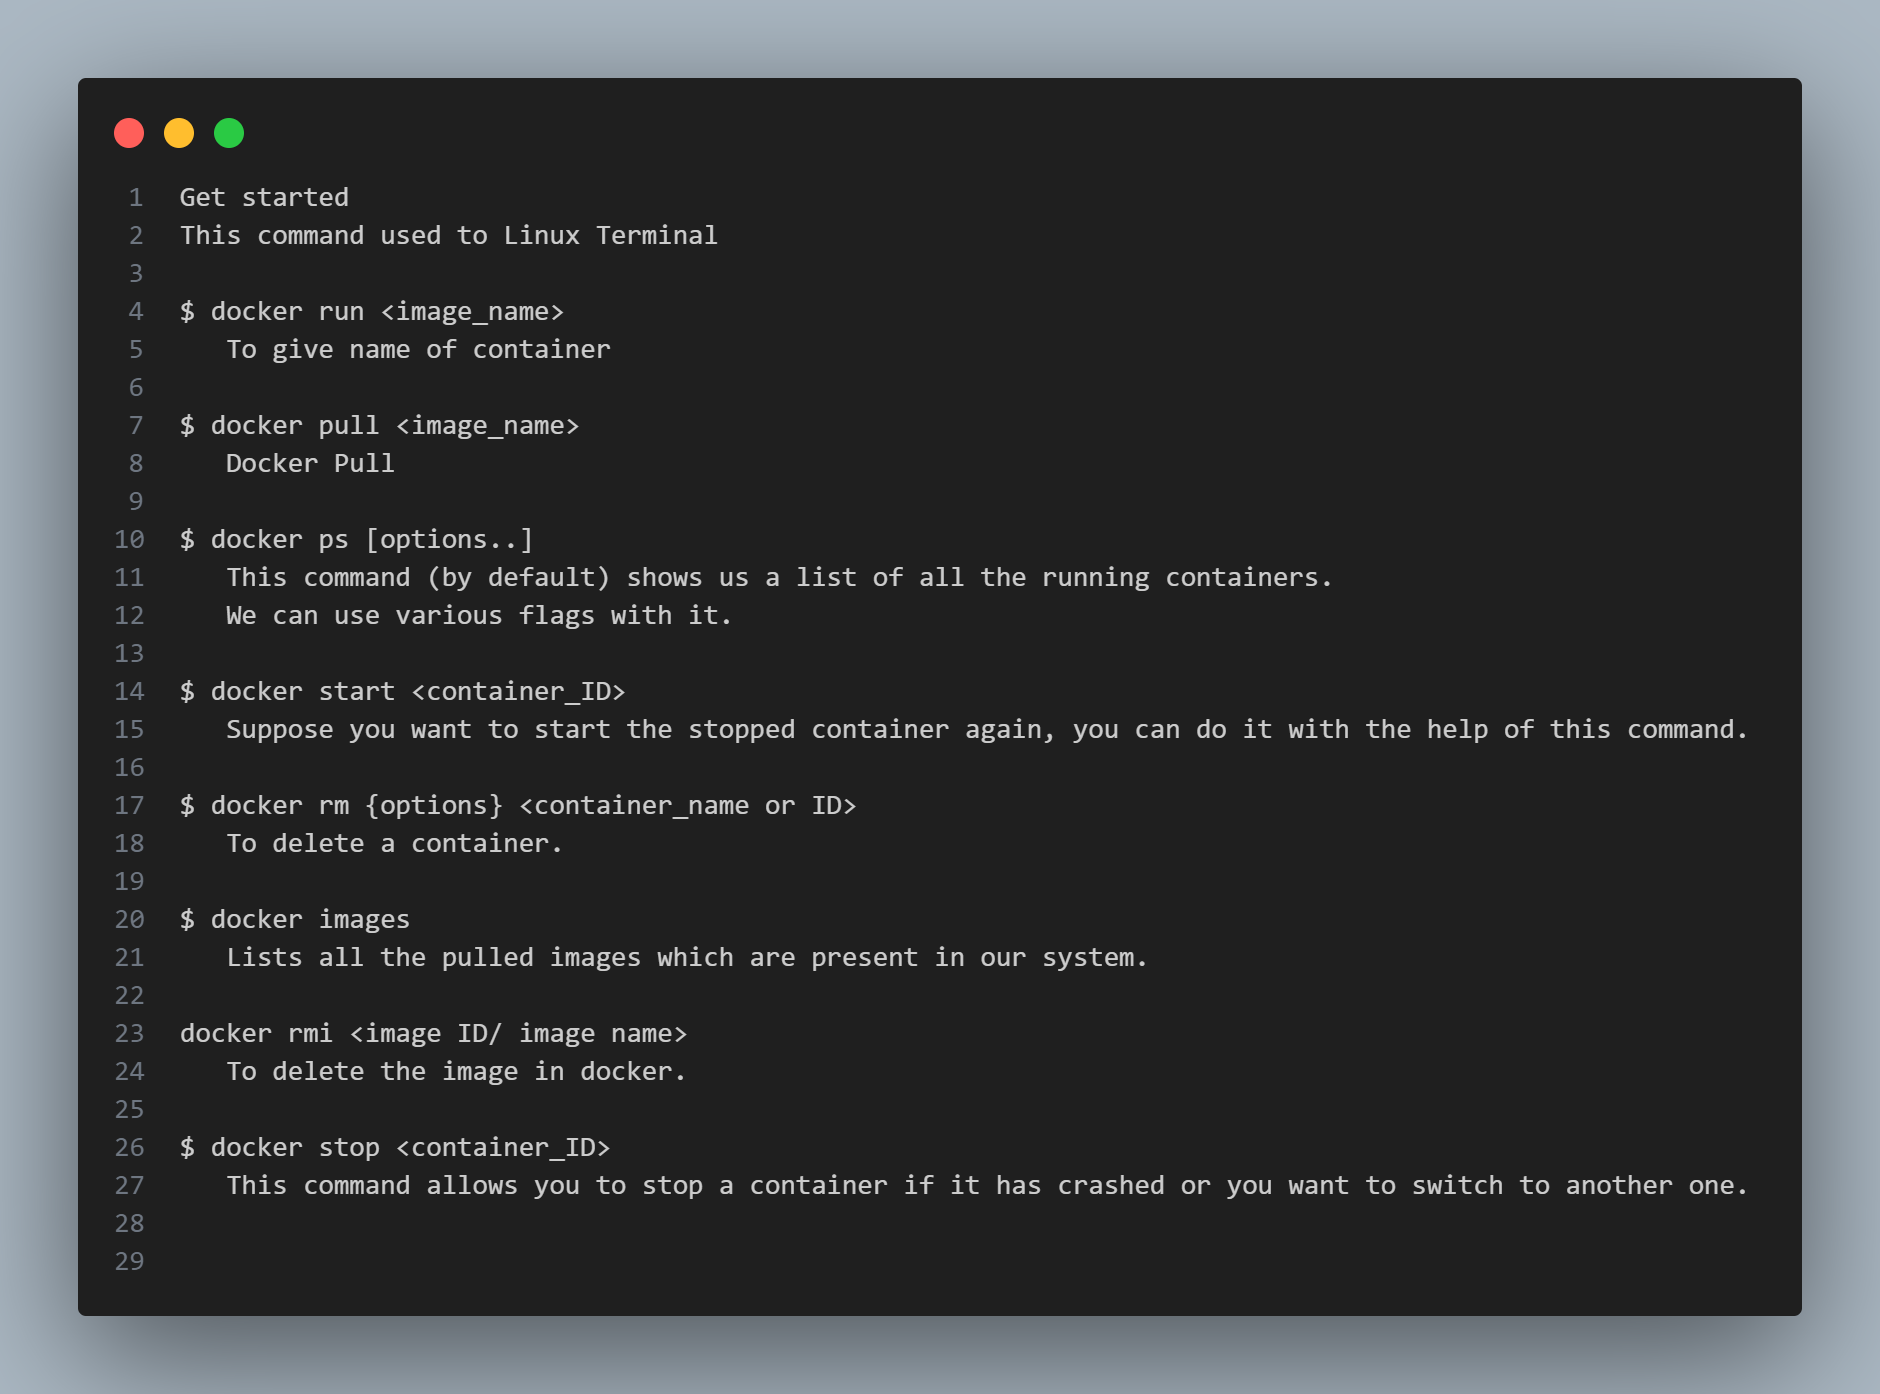 1 Get started
2 This command used to Linux Terminal
3
4 $ docker run <image_name>
5    To give name of container
6
7 $ docker pull <image_name>
8    Docker Pull
9
10 $ docker ps [options..]
11    This command (by default) shows us a list of all the running containers.
12    We can use various flags with it.
13
14 $ docker start <container_ID>
15    Suppose you want to start the stopped container again, you can do it with the help of this command.
16
17 $ docker rm {options} <container_name or ID>
18    To delete a container.
19
20 $ docker images
21    Lists all the pulled images which are present in our system.
22
23 docker rmi <image ID/ image name>
24    To delete the image in docker.
25
26 $ docker stop <container_ID>
27    This command allows you to stop a container if it has crashed or you want to switch to another one.
28
29